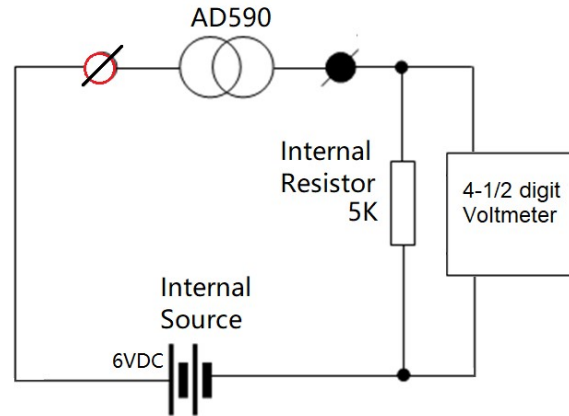 AD590
Internal
Resistor
5K
4-1/2 digit
Voltmeter
Internal
Source
6VDC